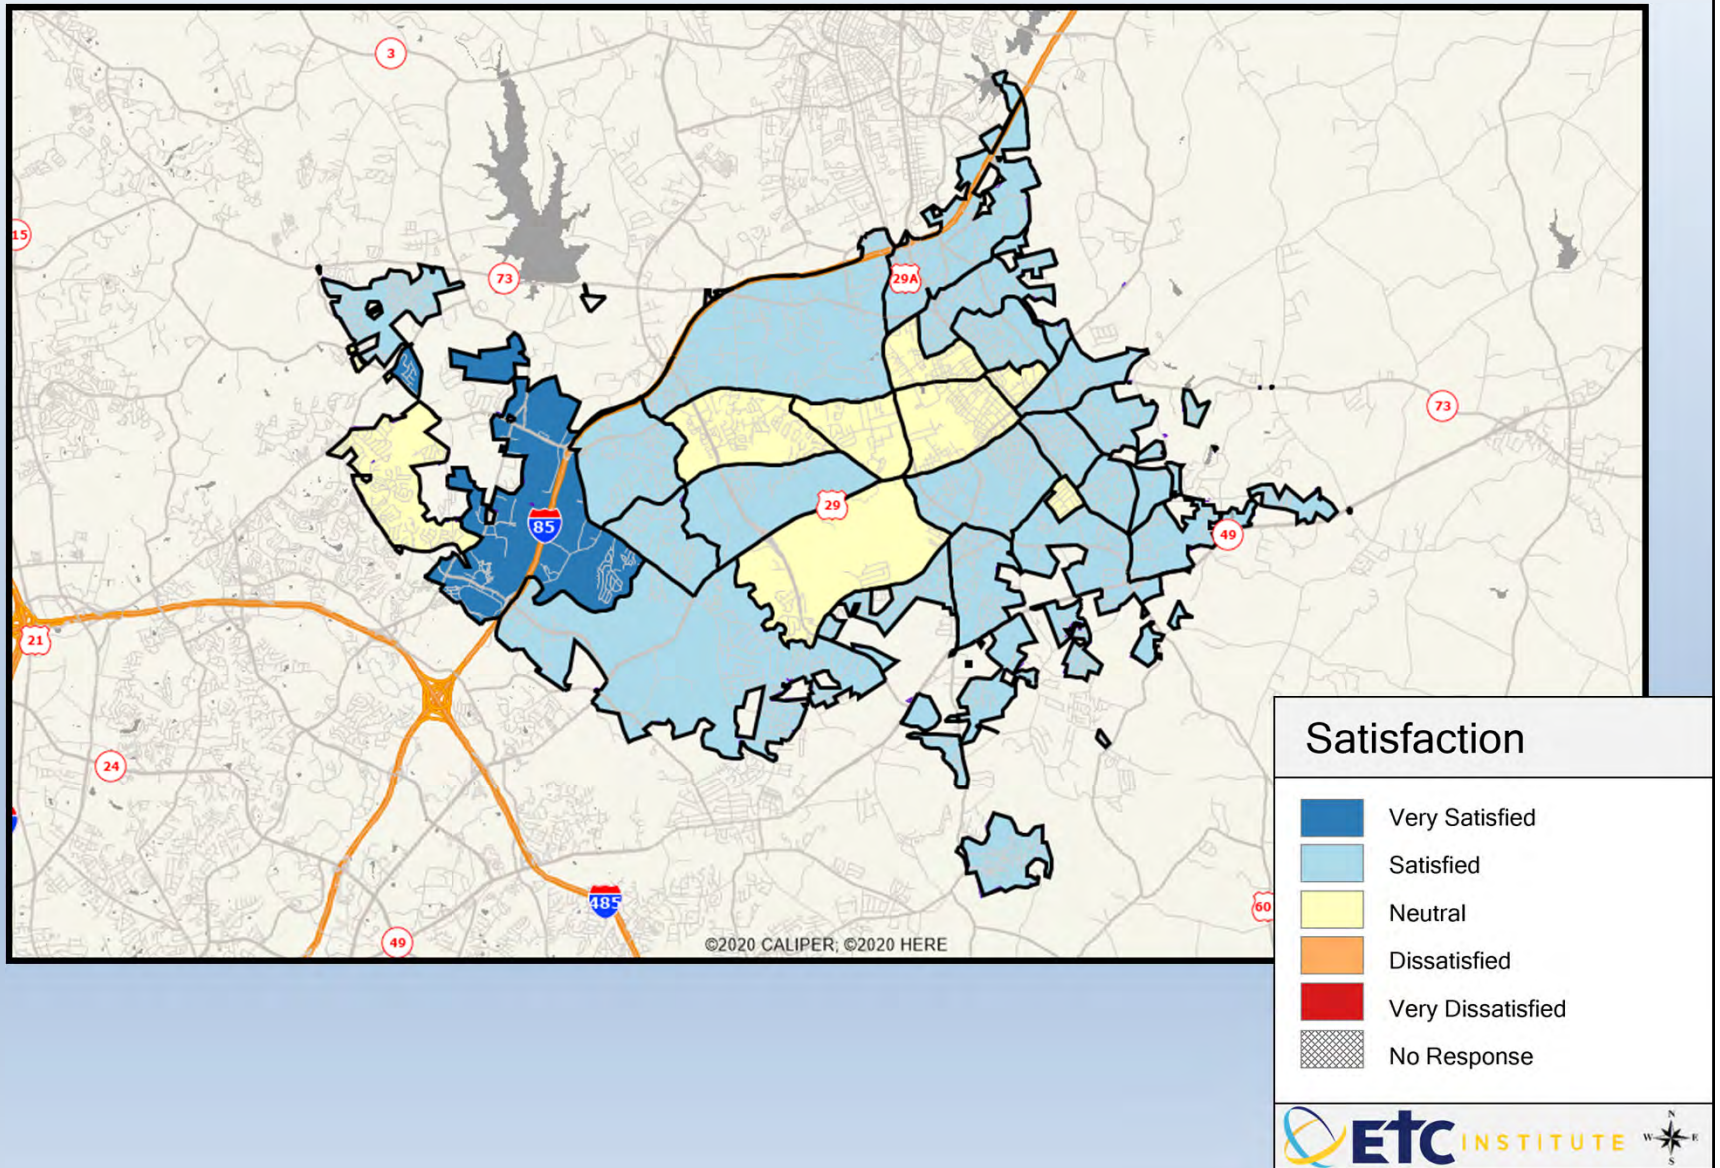 3
15
73
29A
73
29
49
85
21
24
485
49
60
©2020 CALIPER; ©2020 HERE
Satisfaction
Very Satisfied
Satisfied
Neutral
Dissatisfied
Very Dissatisfied
No Response
ETC INSTITUTE
N
W E
S